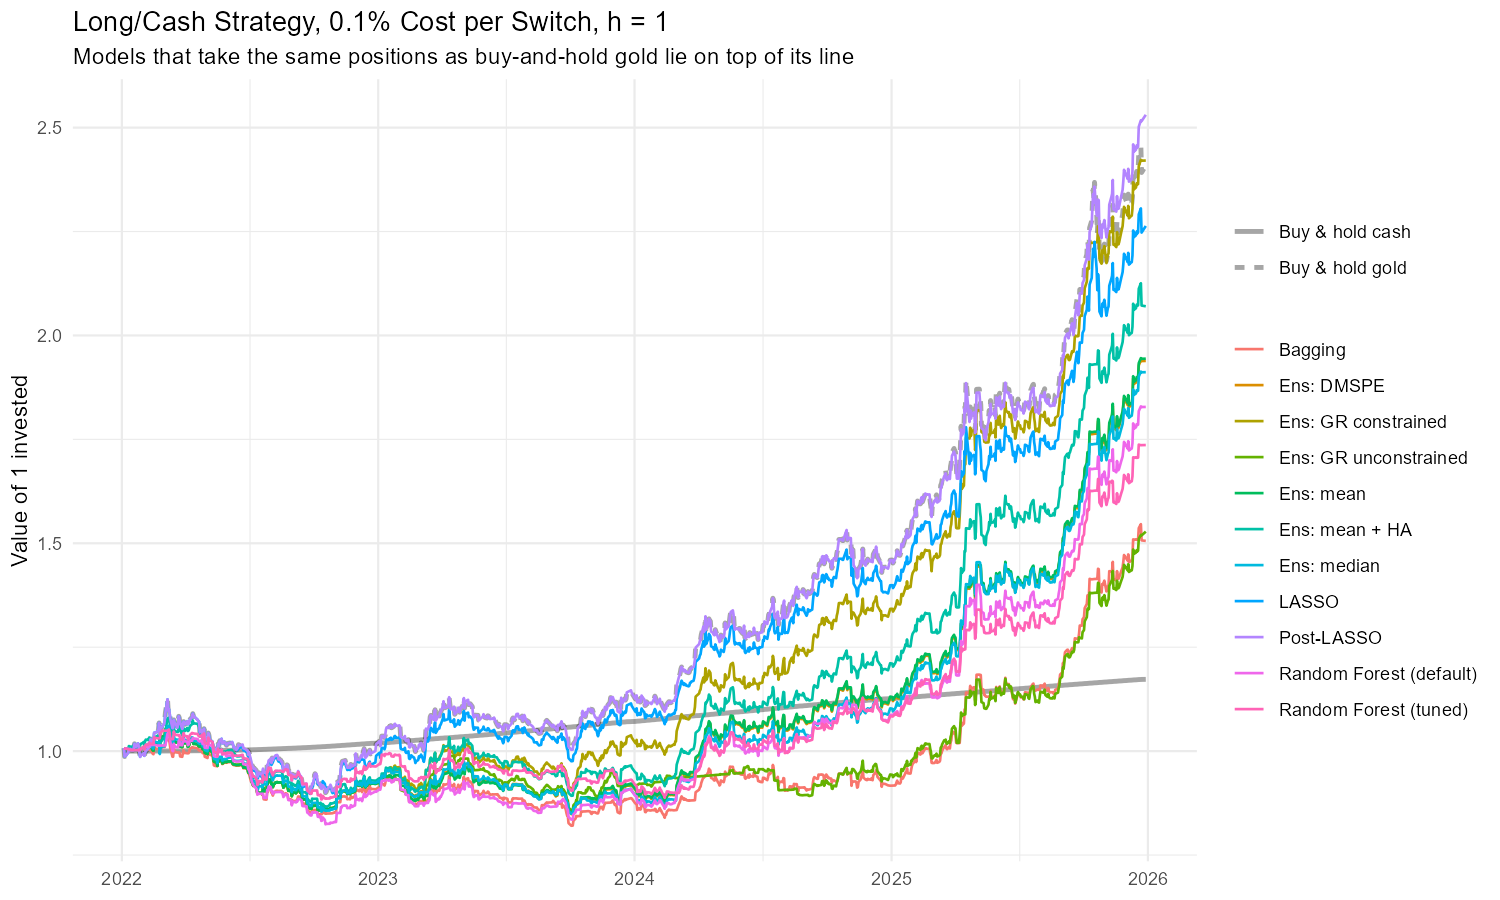 Long/Cash Strategy, 0.1% Cost per Switch, h = 1
Models that take the same positions as buy-and-hold gold lie on top of its line
Value of 1 invested
2.5
2.0
1.5
1.0
2022
2023
2024
2025
2026
Buy & hold cash
Buy & hold gold
Bagging
Ens: DMSPE
Ens: GR constrained
Ens: GR unconstrained
Ens: mean
Ens: mean + HA
Ens: median
LASSO
Post-LASSO
Random Forest (default)
Random Forest (tuned)